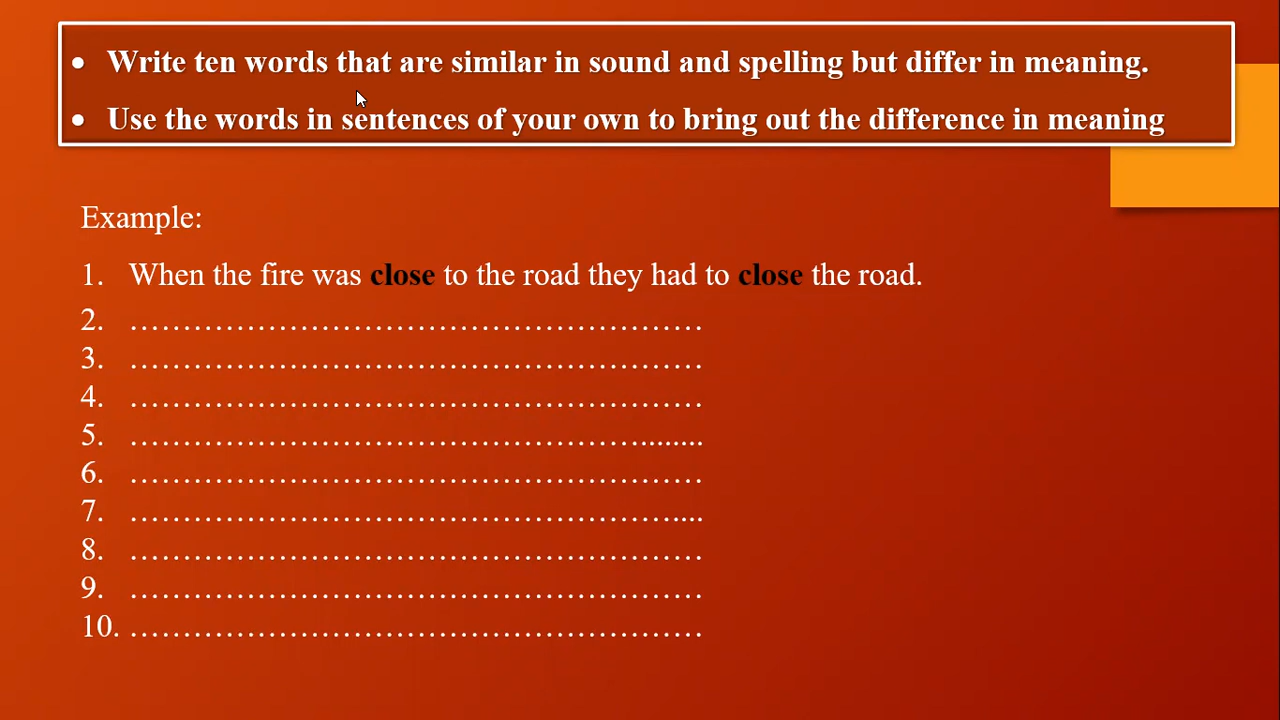 • Write ten words that are similar in sound and spelling but differ in meaning.
• Use the words in sentences of your own to bring out the difference in meaning
Example:
1. When the fire was close to the road they had to close the road.
2. ………………………………………………
3. ………………………………………………
4. ………………………………………………
5. …………………………………………........
6. ………………………………………………
7. ……………………………………………...
8. ………………………………………………
9. ………………………………………………
10. ………………………………………………